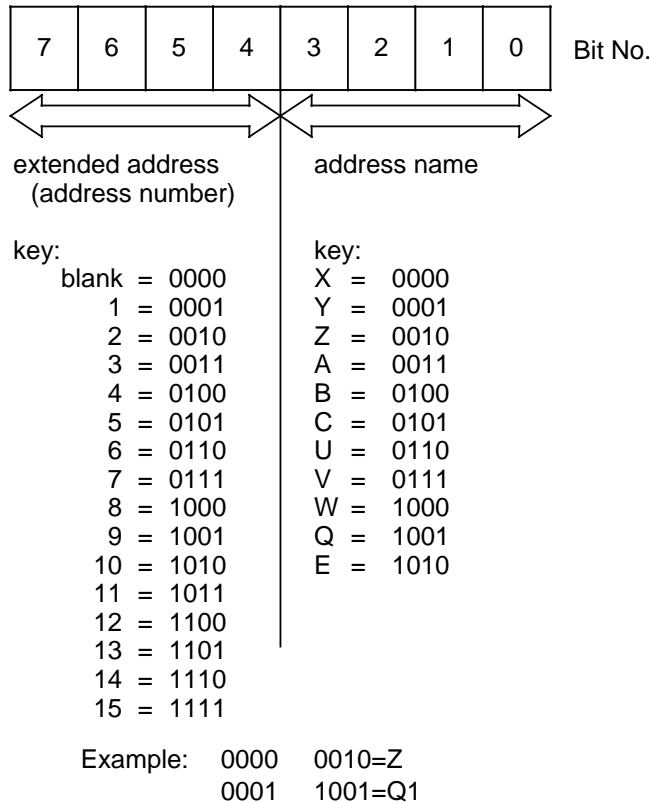 7 6 5 4 3 2 1 0 Bit No.
extended address address name
(address number)
key: key:
blank = 0000 X = 0000
1 = 0001 Y = 0001
2 = 0010 Z = 0010
3 = 0011 A = 0011
4 = 0100 B = 0100
5 = 0101 C = 0101
6 = 0110 U = 0110
7 = 0111 V = 0111
8 = 1000 W = 1000
9 = 1001 Q = 1001
10 = 1010 E = 1010
11 = 1011
12 = 1100
13 = 1101
14 = 1110
15 = 1111
Example: 0000 0010=Z
0001 1001=Q1